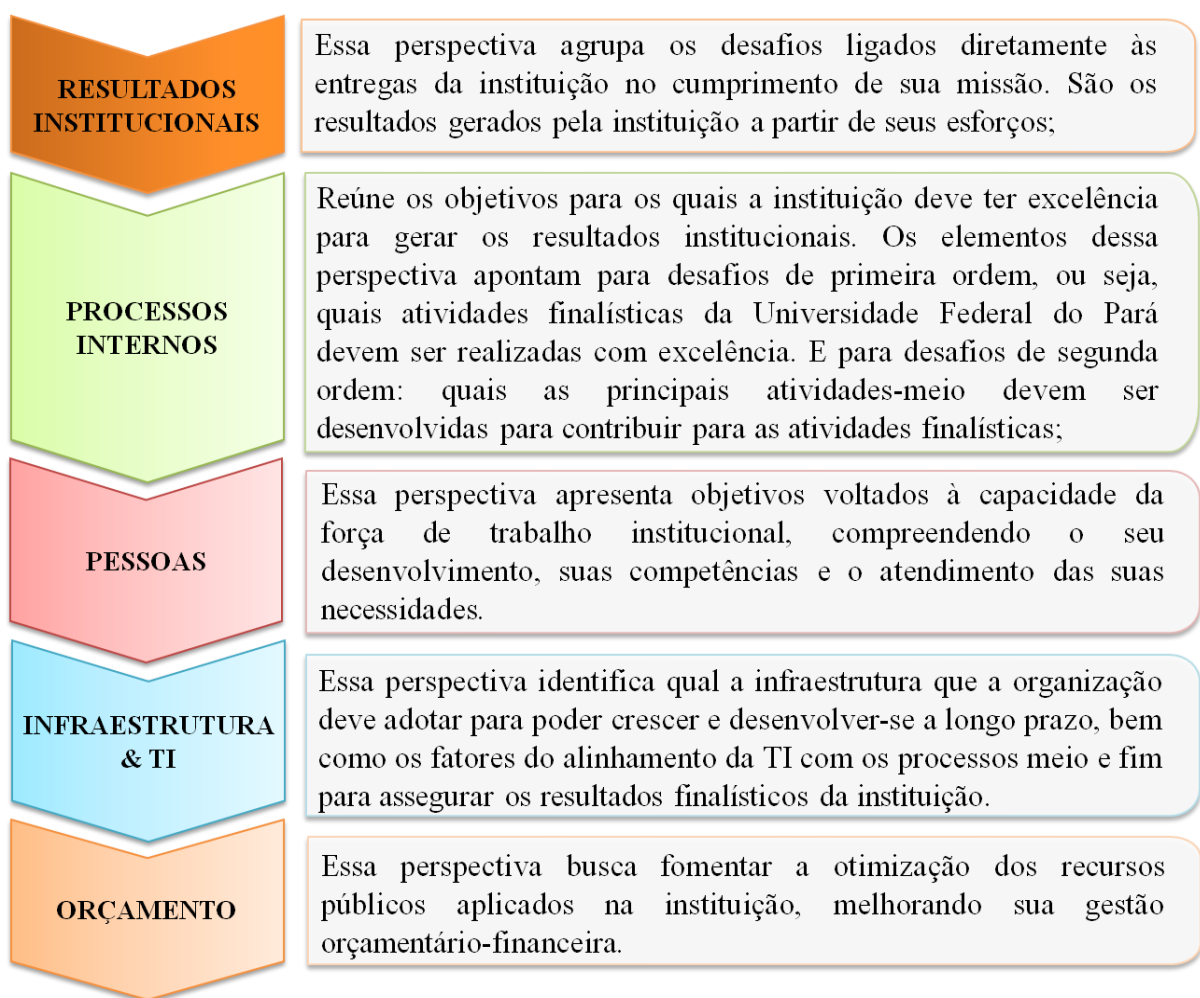 RESULTADOS
INSTITUCIONAIS
Essa perspectiva agrupa os desafios ligados diretamente às
entregas da instituição no cumprimento de sua missão. São os
resultados gerados pela instituição a partir de seus esforços;
PROCESSOS
INTERNOS
Reúne os objetivos para os quais a instituição deve ter excelência
para gerar os resultados institucionais. Os elementos dessa
perspectiva apontam para desafios de primeira ordem, ou seja,
quais atividades finalísticas da Universidade Federal do Pará
devem ser realizadas com excelência. E para desafios de segunda
ordem: quais as principais atividades-meio devem ser
desenvolvidas para contribuir para as atividades finalísticas;
PESSOAS
Essa perspectiva apresenta objetivos voltados à capacidade da
força de trabalho institucional, compreendendo o seu
desenvolvimento, suas competências e o atendimento das suas
necessidades.
INFRAESTRUTURA
& TI
Essa perspectiva identifica qual a infraestrutura que a organização
deve adotar para poder crescer e desenvolver-se a longo prazo, bem
como os fatores do alinhamento da TI com os processos meio e fim
para assegurar os resultados finalísticos da instituição.
ORÇAMENTO
Essa perspectiva busca fomentar a otimização dos recursos
públicos aplicados na instituição, melhorando sua gestão
orçamentário-financeira.